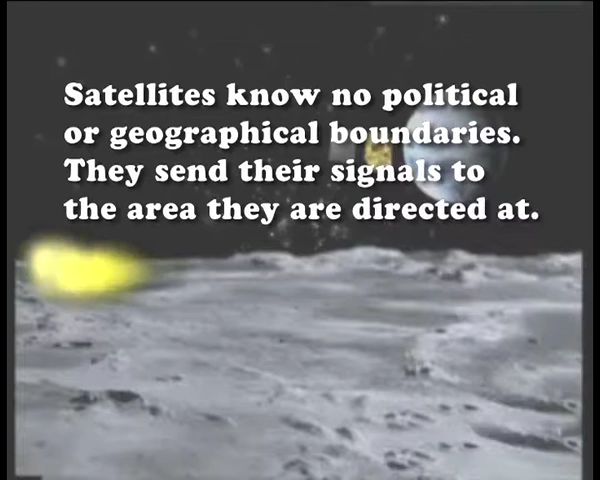 Satellites know no political
or geographical boundaries.
They send their signals to
the area they are directed at.